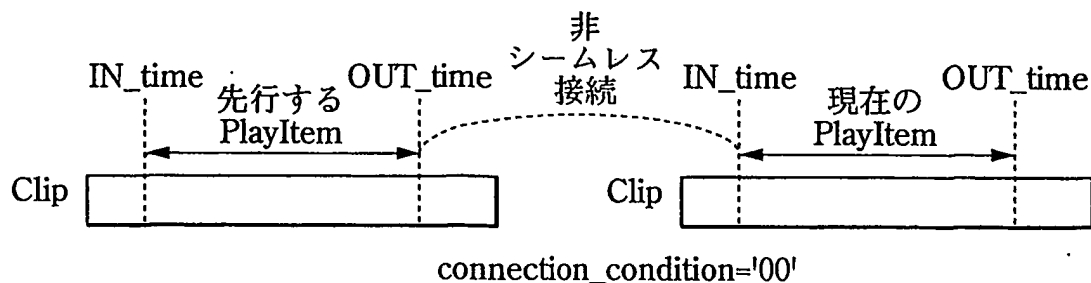 非
シームレス
接続
IN_time
OUT_time
IN_time
OUT_time
先行する
PlayItem
現在の
PlayItem
Clip
Clip
connection_condition='00'